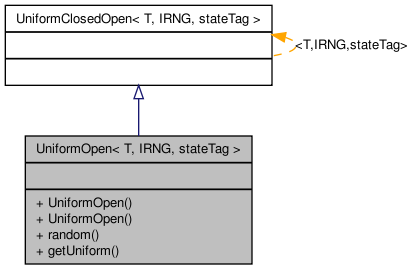 UniformClosedOpen< T, IRNG, stateTag >
<T,IRNG,stateTag>
UniformOpen< T, IRNG, stateTag >
+ UniformOpen()
+ UniformOpen()
+ random()
+ getUniform()